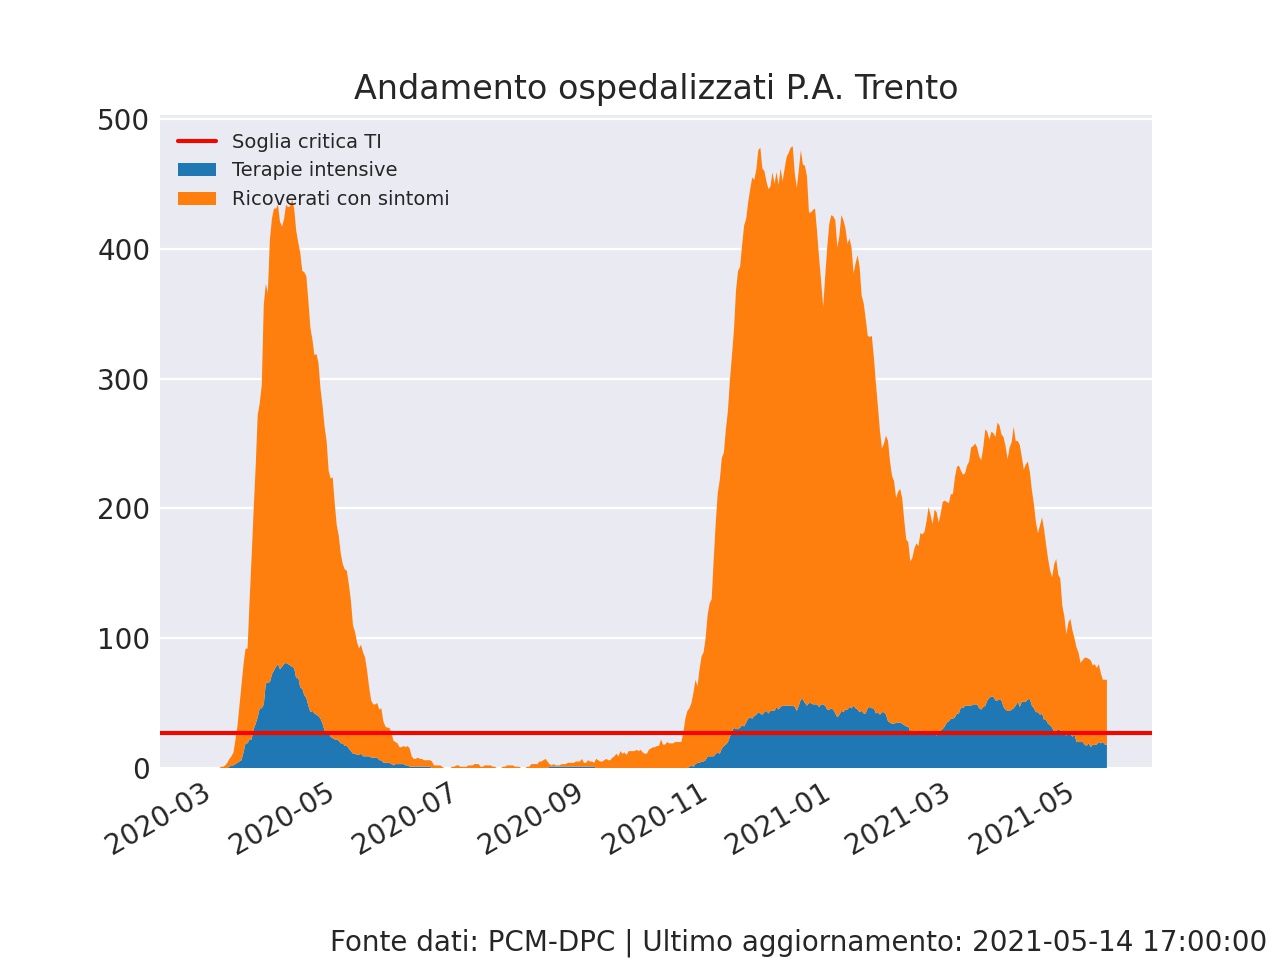 Andamento ospedalizzati P.A. Trento
500
400
300
200
100
0
Soglia critica TI
Terapie intensive
Ricoverati con sintomi
2020-03
2020-05
2020-07
2020-09
2020-11
2021-01
2021-03
2021-05
Fonte dati: PCM-DPC | Ultimo aggiornamento: 2021-05-14 17:00:00